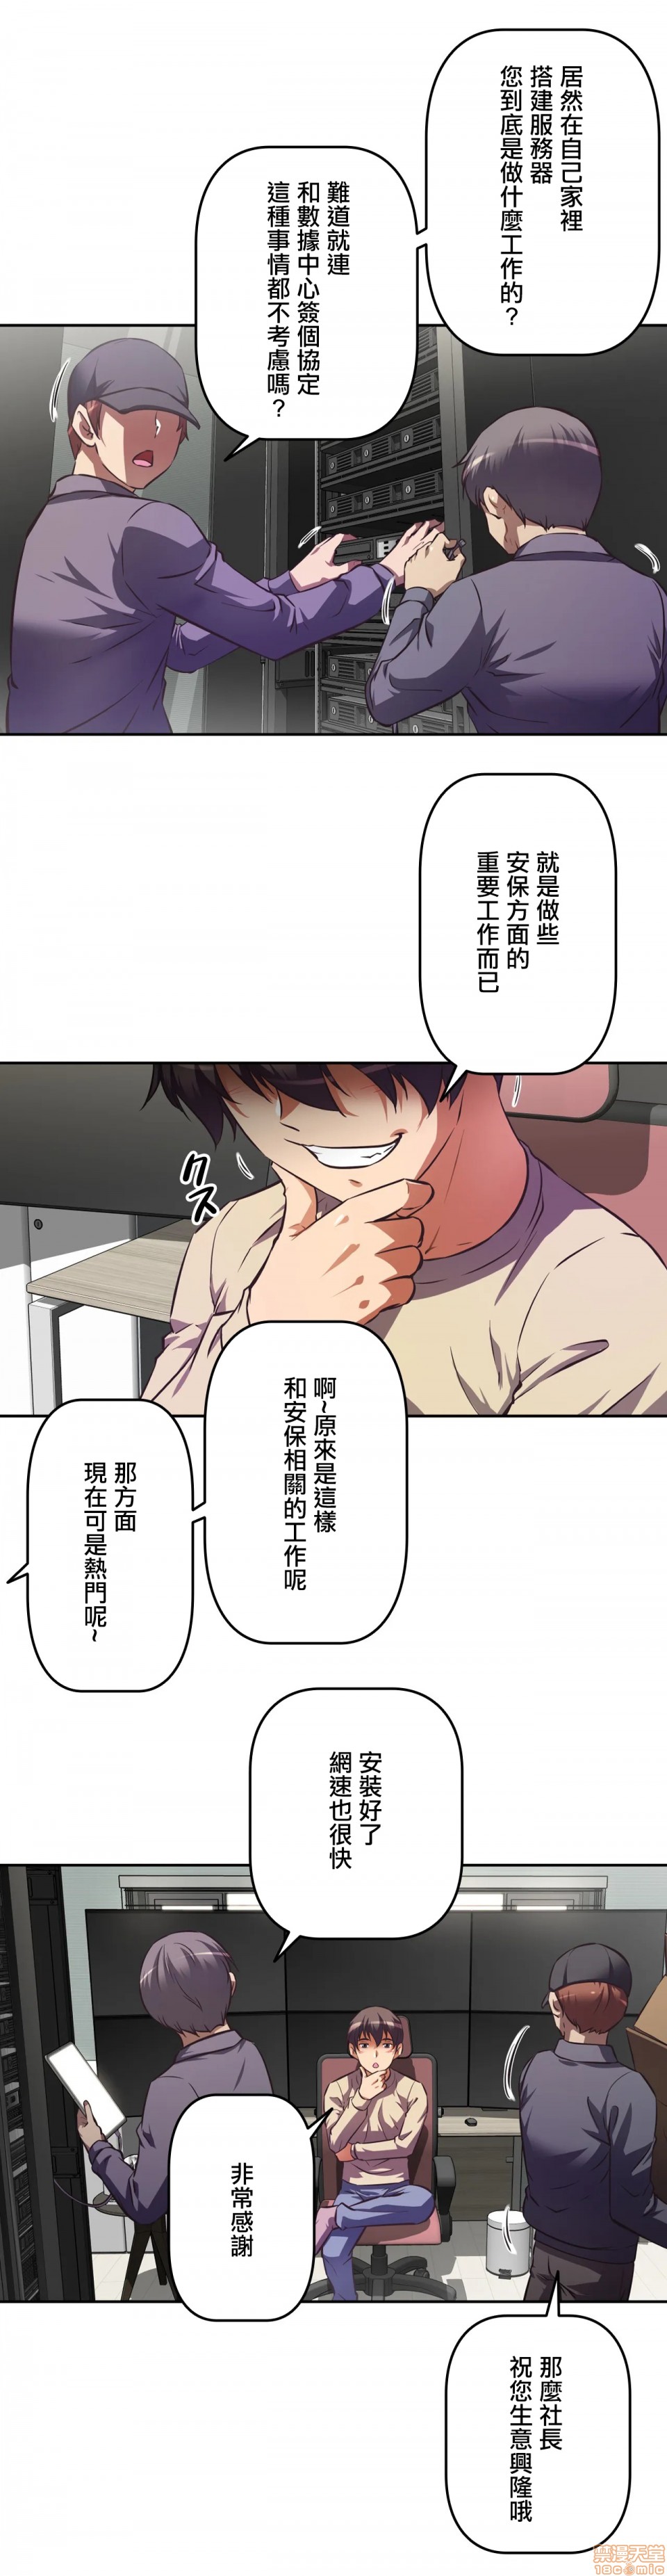 居然在自己家裡
搭建服務器
您到底是做什麼工作的？
難道就連
和數據中心簽個協定
這種事情都不考慮嗎？
就是做些
安保方面的
重要工作而已
クス
啊~原來是這樣
和安保相關的工作呢
那方面
現在可是熱門呢~
安裝好了
網速也很快
非常感謝
那麼社長
祝您生意興隆哦
禁漫天堂
18comic